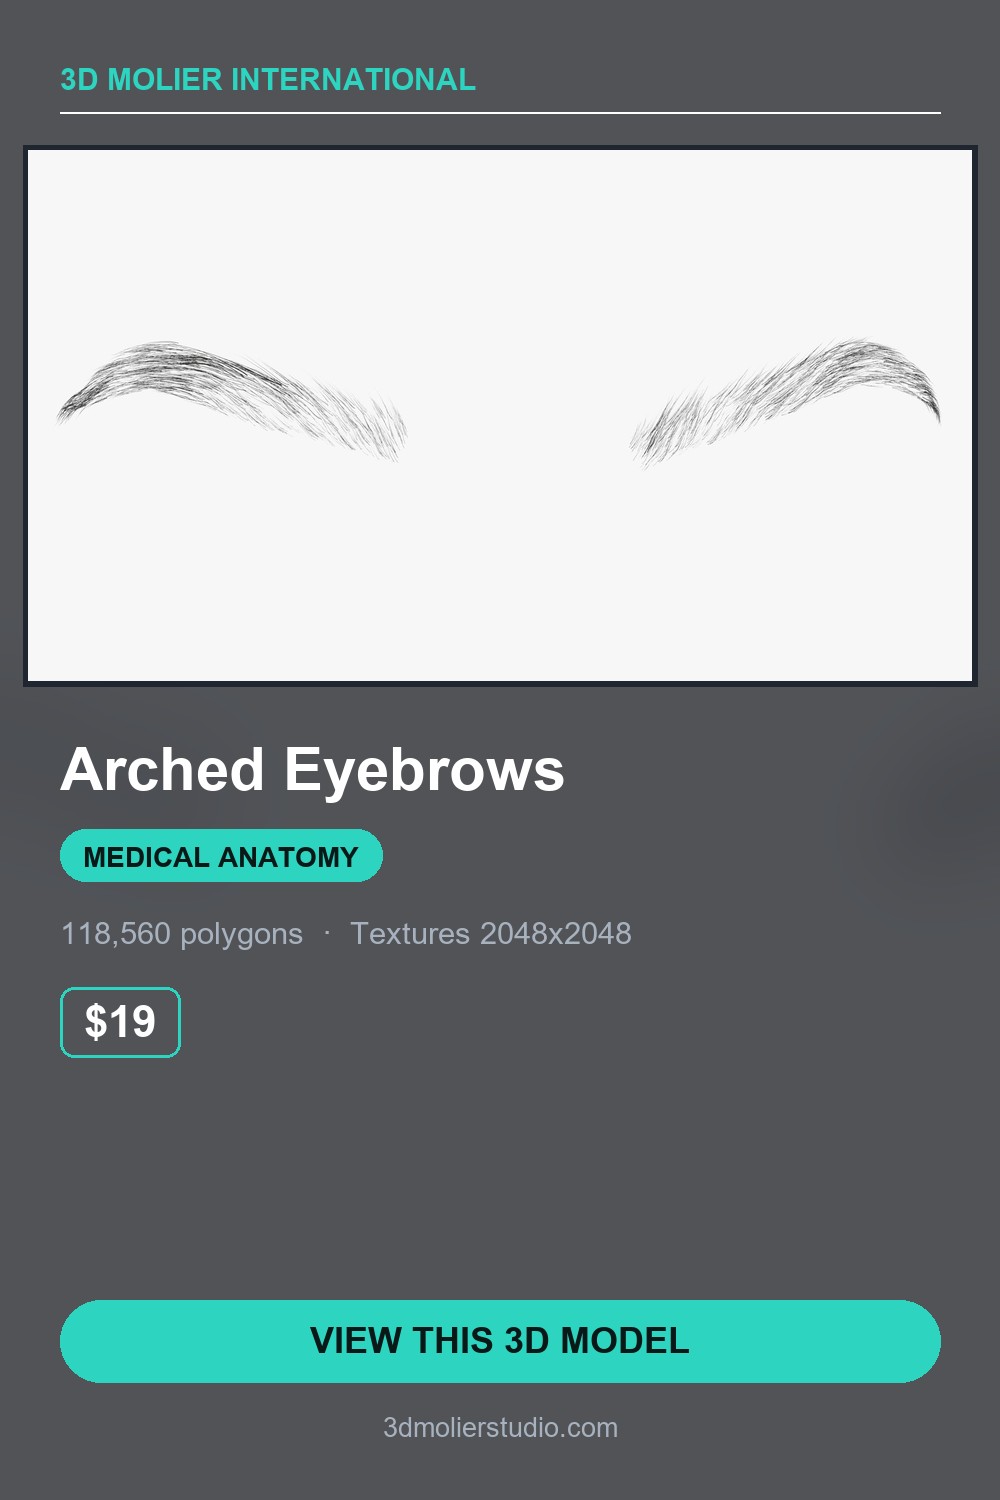 3D MOLIER INTERNATIONAL
Arched Eyebrows
MEDICAL ANATOMY
118,560 polygons · Textures 2048x2048
$19
VIEW THIS 3D MODEL
3dmolierstudio.com